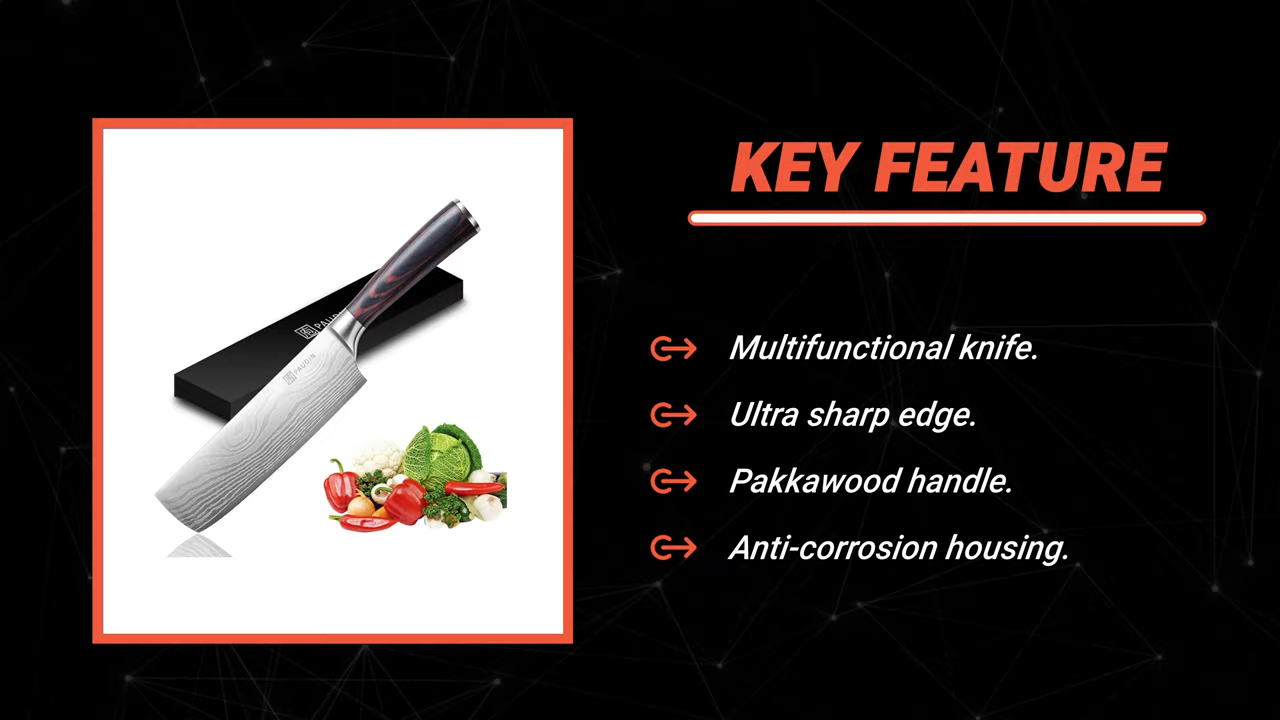 KEY FEATURE
PAUDIN
Multifunctional knife.
Ultra sharp edge.
Pakkawood handle.
Anti-corrosion housing.